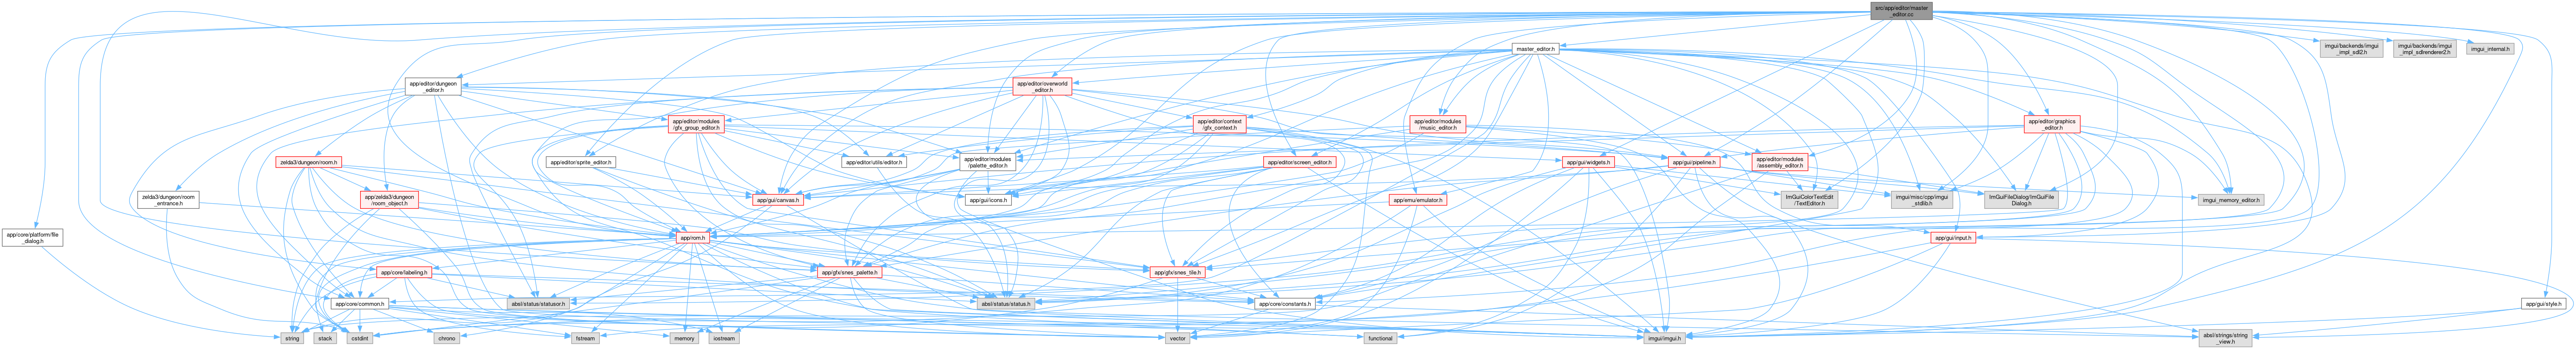 src/app/editor/master
_editor.cc
master_editor.h
imgui/backends/imgui
_impl_sdl2.h
imgui/backends/imgui
_impl_sdlrenderer2.h
imgui_internal.h
app/editor/dungeon
_editor.h
app/editor/overworld
_editor.h
app/editor/modules
/gfx_group_editor.h
app/editor/context
/gfx_context.h
app/editor/modules
/music_editor.h
app/editor/graphics
_editor.h
zelda3/dungeon/room.h
app/editor/sprite_editor.h
app/editor/utils/editor.h
app/editor/modules
/palette_editor.h
app/editor/screen_editor.h
app/gui/widgets.h
app/gui/pipeline.h
app/editor/modules
/assembly_editor.h
zelda3/dungeon/room
_entrance.h
app/zelda3/dungeon
/room_object.h
app/gui/canvas.h
app/gui/icons.h
app/emu/emulator.h
ImGuiColorTextEdit
/TextEditor.h
imgui/misc/cpp/imgui
_stdlib.h
ImGuiFileDialog/ImGuiFile
Dialog.h
imgui_memory_editor.h
app/core/platform/file
_dialog.h
app/rom.h
app/gui/input.h
app/core/labeling.h
app/gfx/snes_palette.h
app/gfx/snes_tile.h
app/core/common.h
absl/status/statusor.h
absl/status/status.h
app/core/constants.h
app/gui/style.h
string
stack
cstdint
chrono
fstream
memory
iostream
vector
functional
imgui/imgui.h
absl/strings/string
_view.h